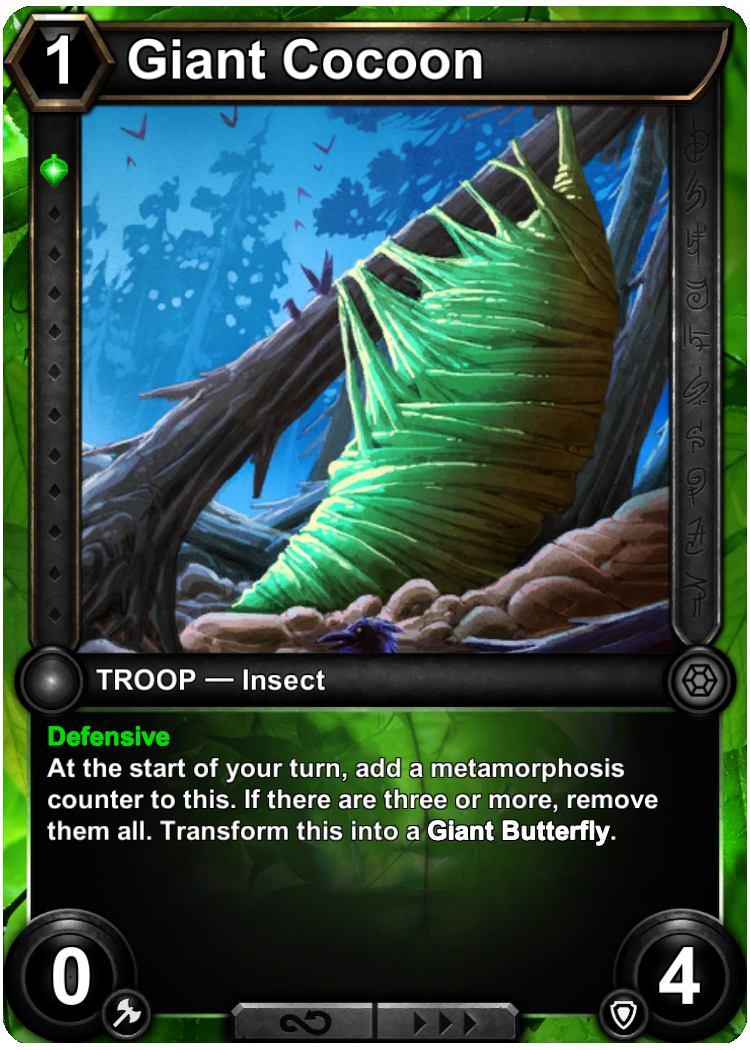 1
Giant Cocoon
TROOP — Insect
Defensive
At the start of your turn, add a metamorphosis
counter to this. If there are three or more, remove
them all. Transform this into a Giant Butterfly.
0
4